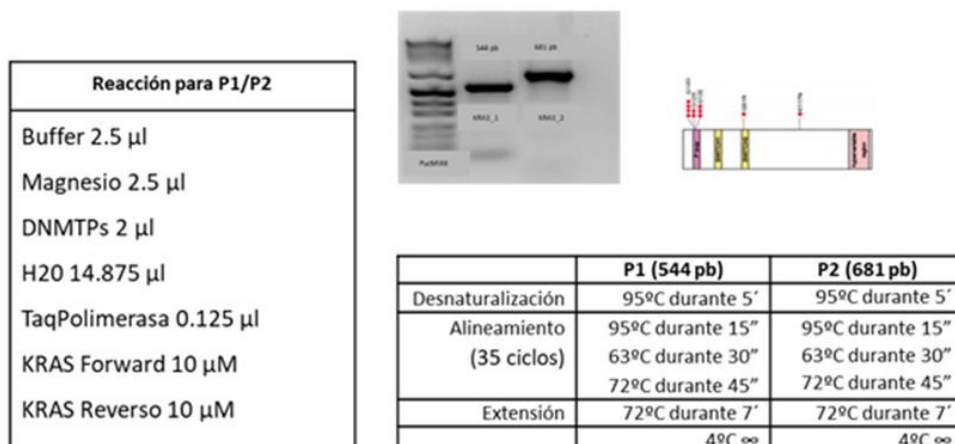 Reacción para P1/P2
Buffer 2.5 µl
Magnesio 2.5 µl
DNMTPs 2 µl
H20 14.875 µl
TaqPolimerasa 0.125 µl
KRAS Forward 10 µM
KRAS Reverso 10 µM
544 pb 681 pb
KRAS_1 KRAS_2
P1 (544 pb) P2 (681 pb)
Desnaturalización 95ºC durante 5´ 95ºC durante 5´
Alineamiento 95ºC durante 15” 95ºC durante 15”
(35 ciclos) 63ºC durante 30” 63ºC durante 30”
72ºC durante 45” 72ºC durante 45”
Extensión 72ºC durante 7´ 72ºC durante 7´
4ºC ∞ 4ºC ∞